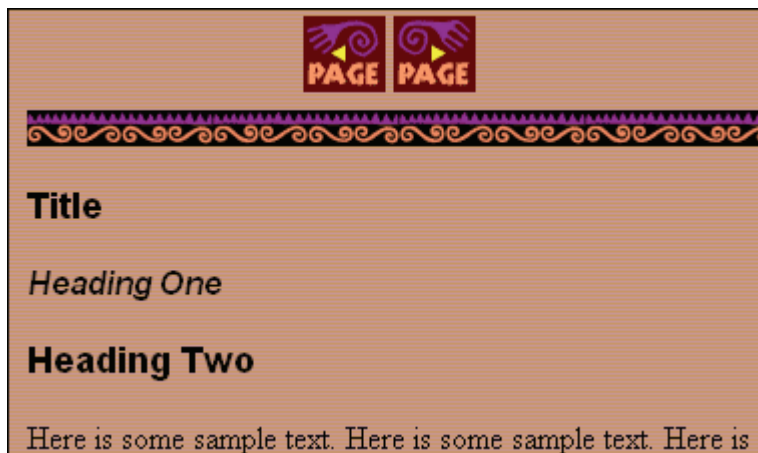 PAGE PAGE
Title
Heading One
Heading Two
Here is some sample text. Here is some sample text. Here is